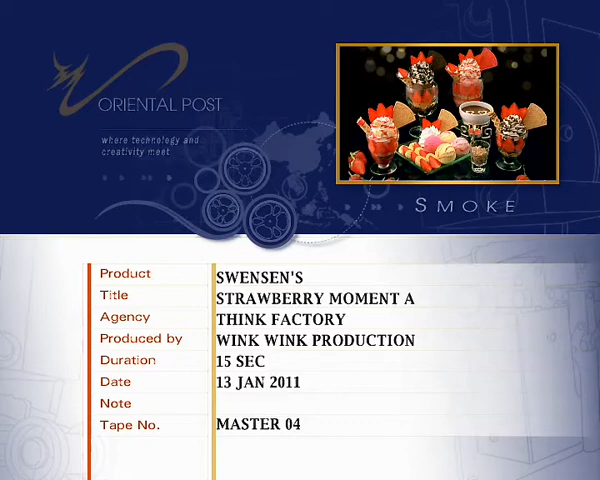 ORIENTAL POST
where technology and
creativity meet
SMOKE
Product SWENSEN'S
Title STRAWBERRY MOMENT A
Agency THINK FACTORY
Produced by WINK WINK PRODUCTION
Duration 15 SEC
Date 13 JAN 2011
Note
Tape No. MASTER 04